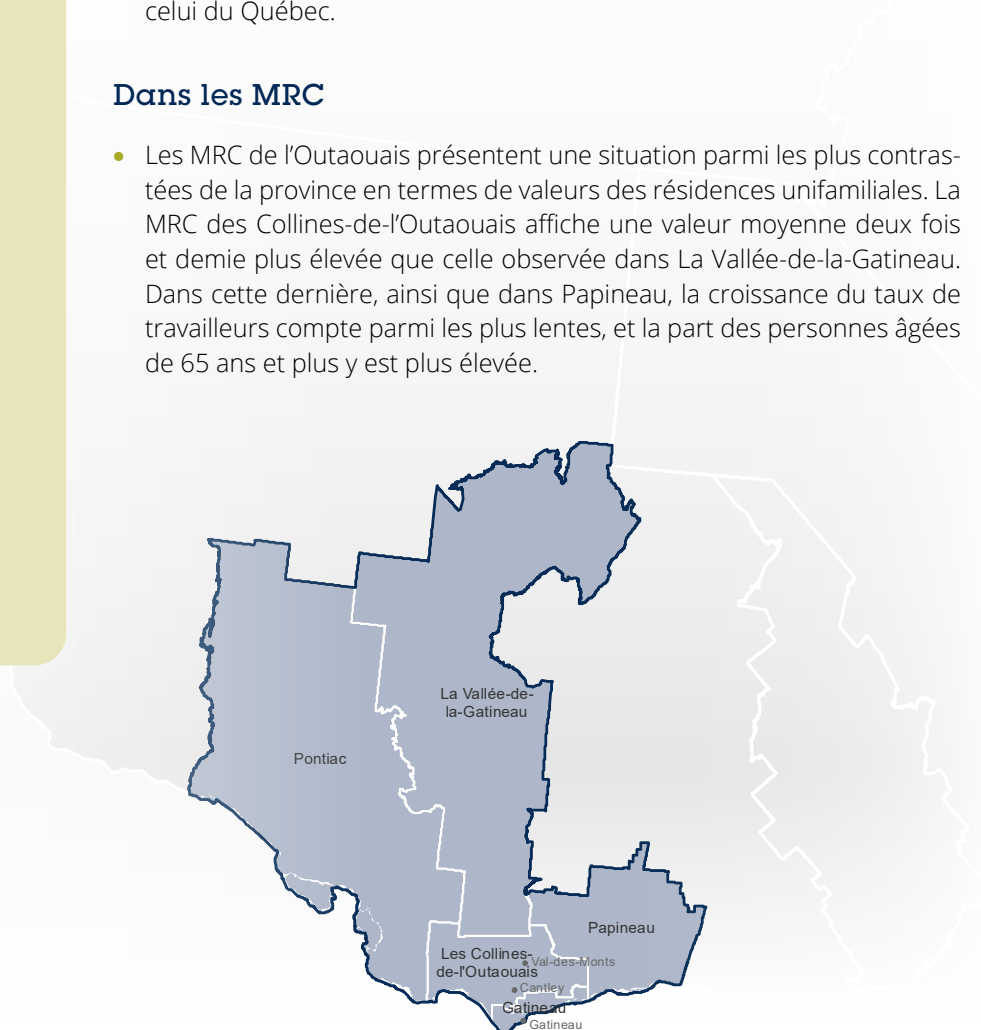 celui du Québec.
Dans les MRC
• Les MRC de l’Outaouais présentent une situation parmi les plus contras-
tées de la province en termes de valeurs des résidences unifamiliales. La
MRC des Collines-de-l’Outaouais affiche une valeur moyenne deux fois
et demie plus élevée que celle observée dans La Vallée-de-la-Gatineau.
Dans cette dernière, ainsi que dans Papineau, la croissance du taux de
travailleurs compte parmi les plus lentes, et la part des personnes âgées
de 65 ans et plus y est plus élevée.
La Vallée-de-
la-Gatineau
Pontiac
Papineau
Les Collines-
de-l'Outaouais
Val-des-Monts
Cantley
Gatineau
Gatineau